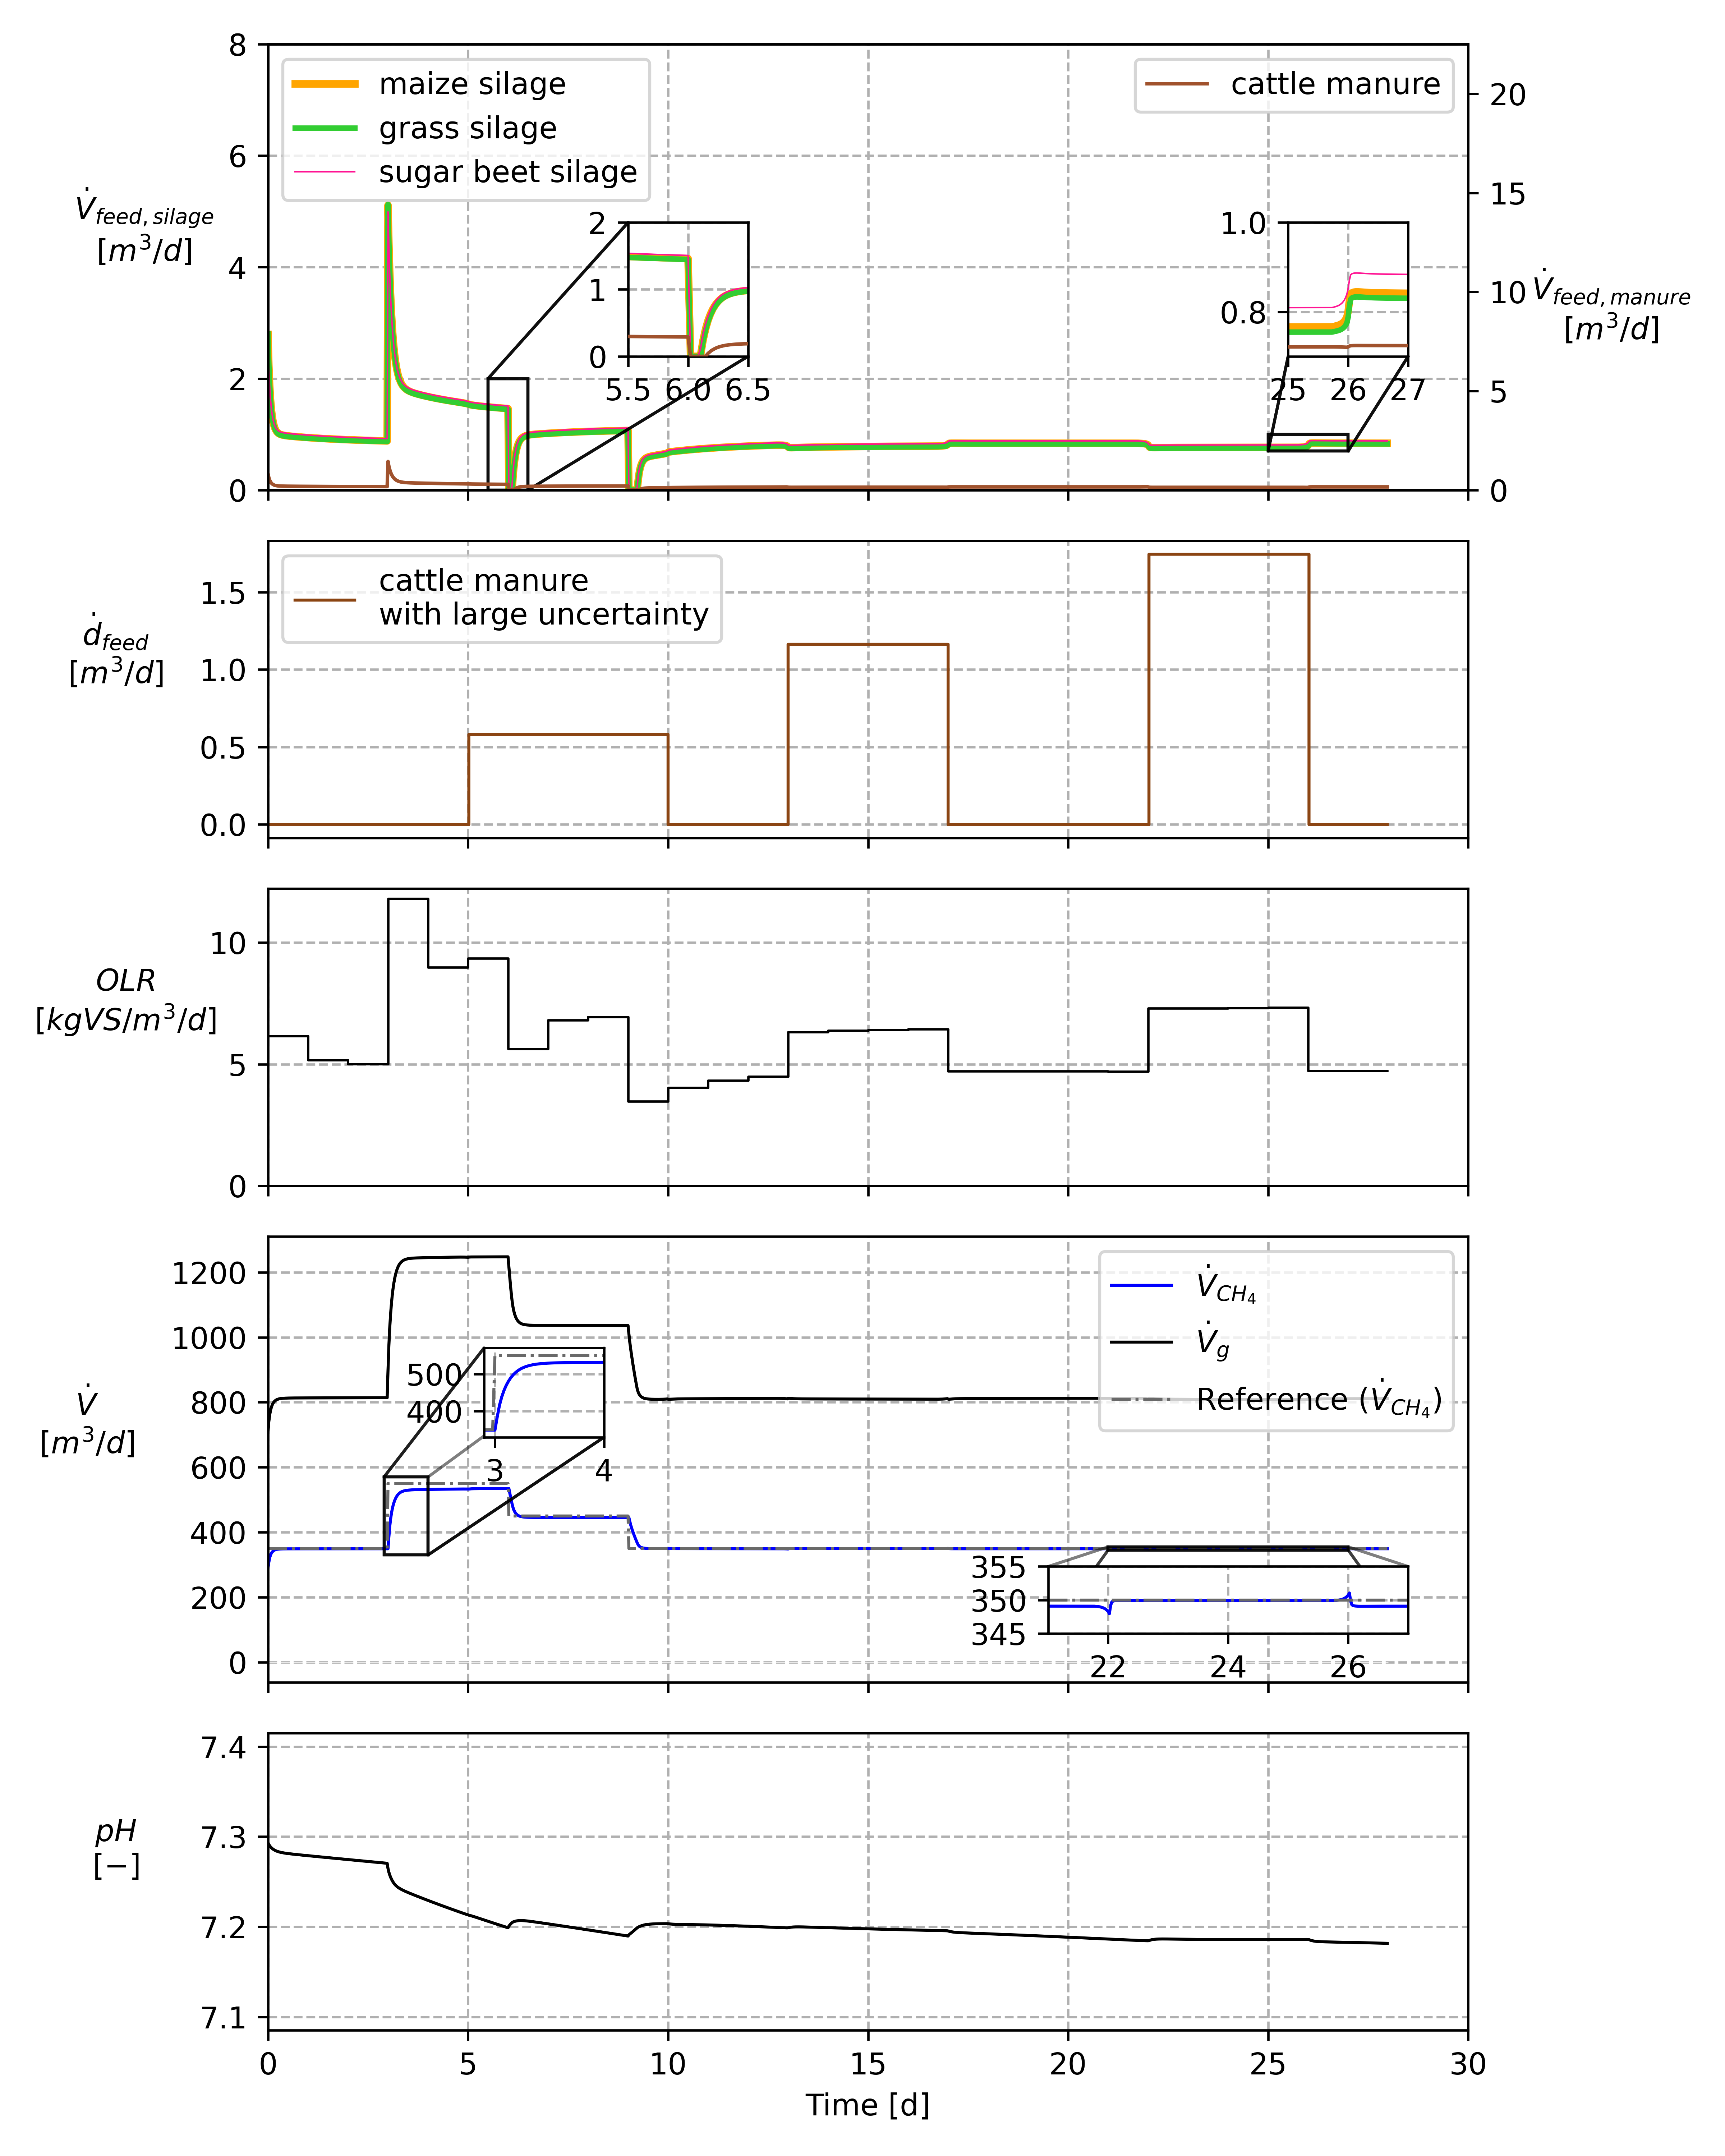 8
6
4
2
0
V̇feed, silage
[m³/d]
maize silage
grass silage
sugar beet silage
cattle manure
20
15
10
5
0
V̇feed, manure
[m³/d]
2
1
0
5.5 6.0 6.5
1.0
0.8
25 26 27
ḋfeed
[m³/d]
1.5
1.0
0.5
0.0
cattle manure
with large uncertainty
OLR
[kgVS/m³/d]
10
5
0
V̇
[m³/d]
1200
1000
800
600
400
200
0
V̇CH₄
V̇g
Reference (V̇CH₄)
500
400
3 4
355
350
345
22 24 26
pH
[−]
7.4
7.3
7.2
7.1
0 5 10 15 20 25 30
Time [d]